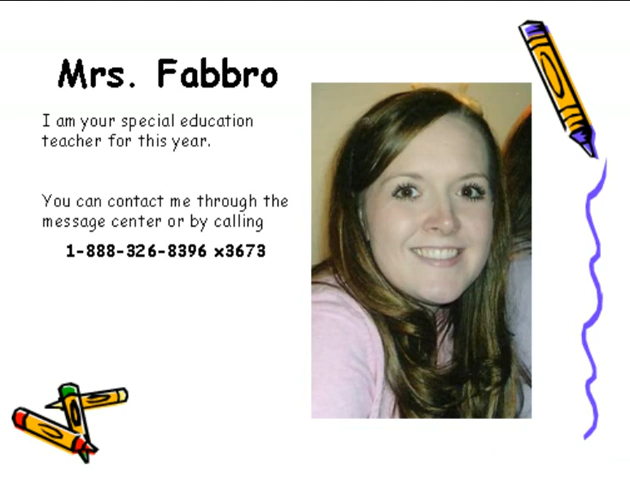 Mrs. Fabbro
I am your special education
teacher for this year.
You can contact me through the
message center or by calling
1-888-326-8396 x3673